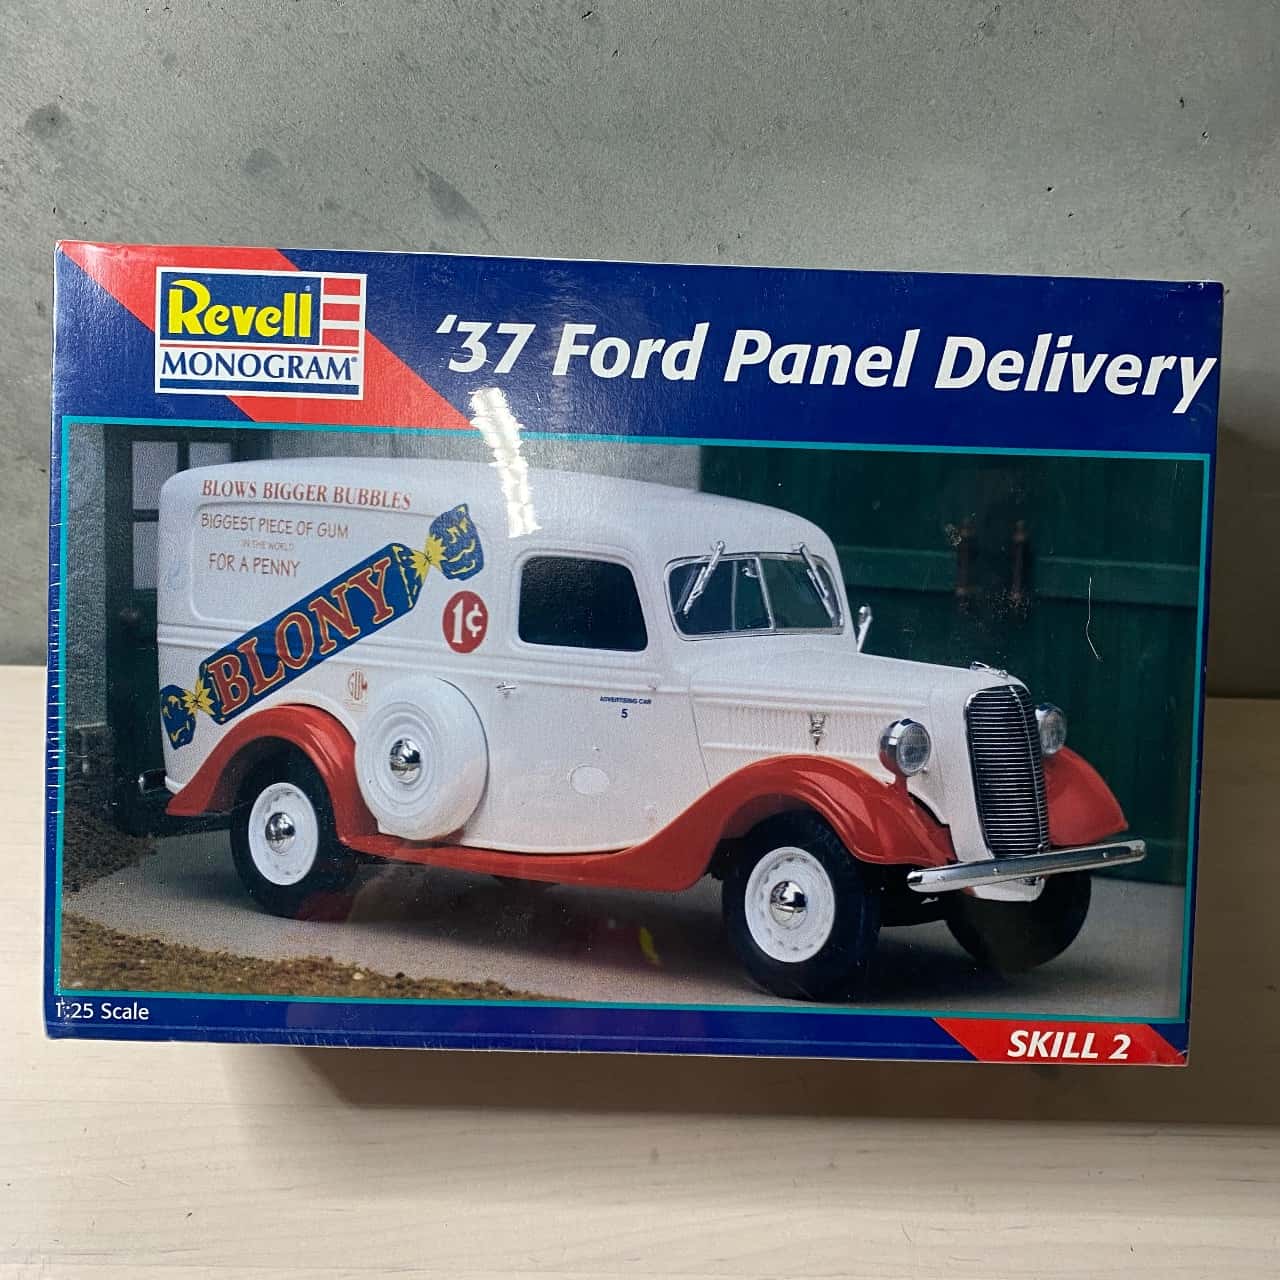 Revell
MONOGRAM
'37 Ford Panel Delivery
BLOWS BIGGER BUBBLES
BIGGEST PIECE OF GUM
IN THE WORLD
FOR A PENNY
BLONY
1¢
GUM
ADVERTISING CAR
5
1:25 Scale
SKILL 2